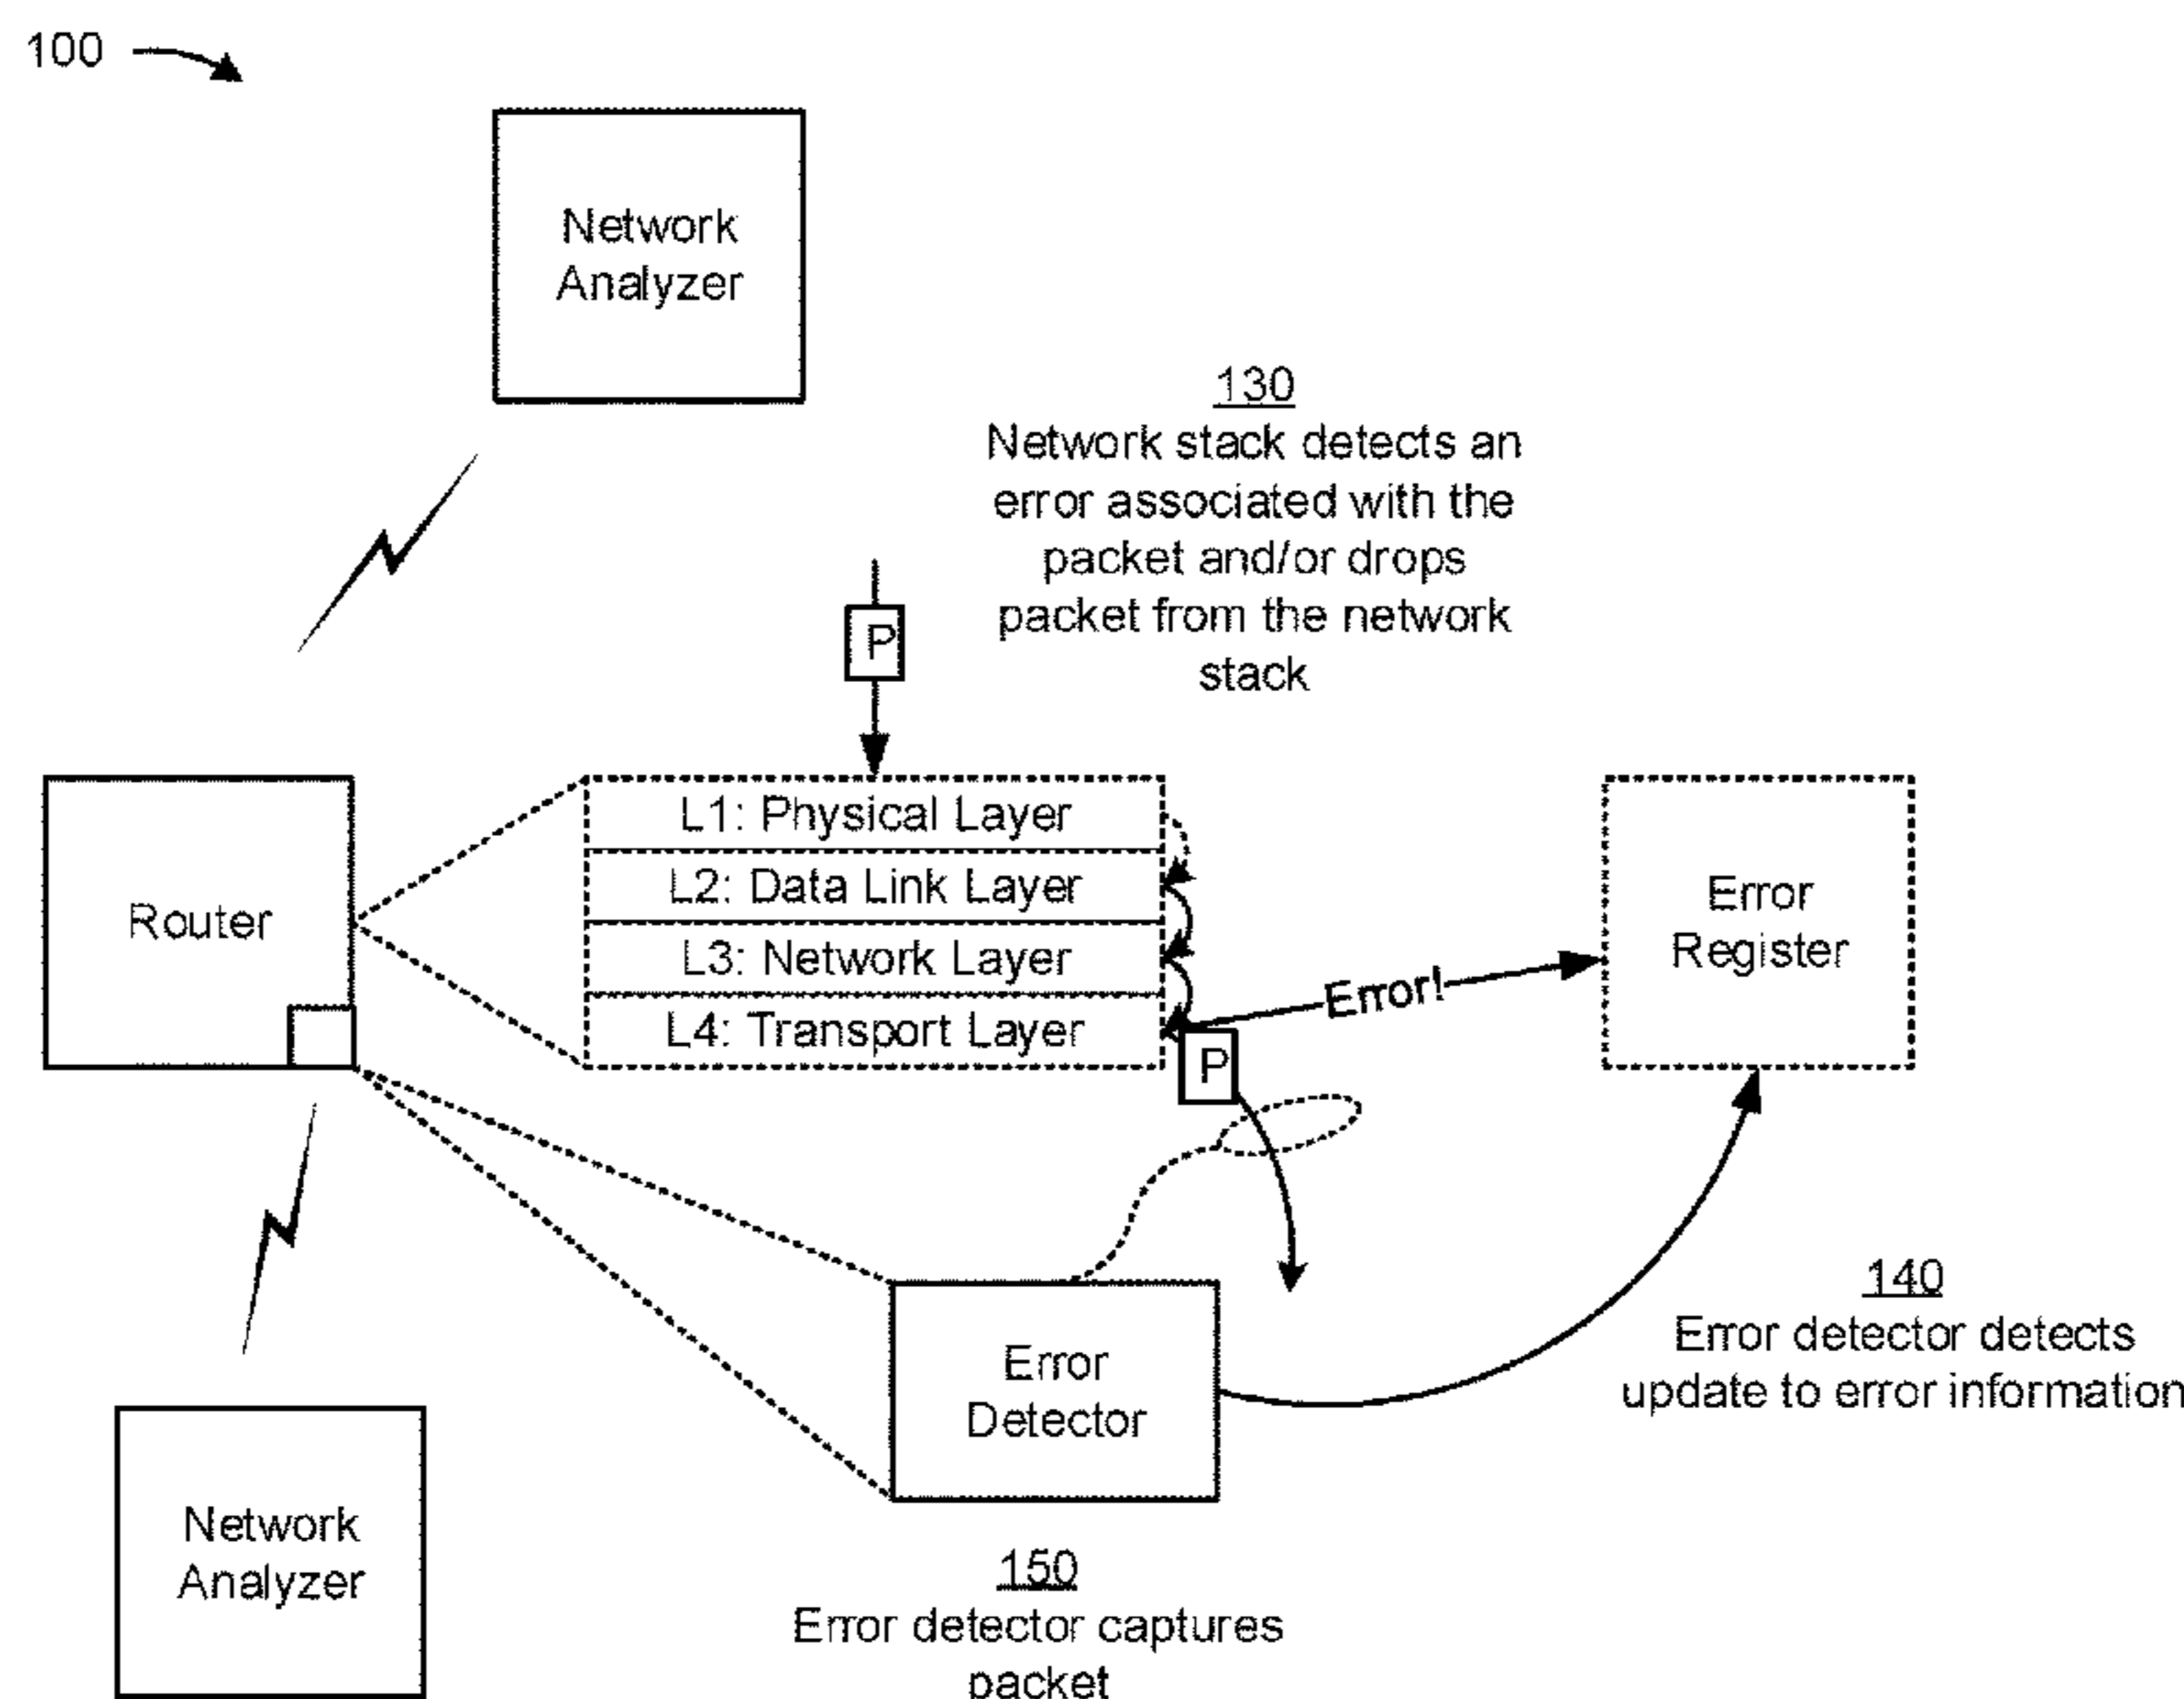 100
Network
Analyzer
130
Network stack detects an
error associated with the
packet and/or drops
packet from the network
stack
P
L1: Physical Layer
L2: Data Link Layer
L3: Network Layer
L4: Transport Layer
Router
Error!
Error
Register
P
140
Error detector detects
update to error information
Error
Detector
Network
Analyzer
150
Error detector captures
packet